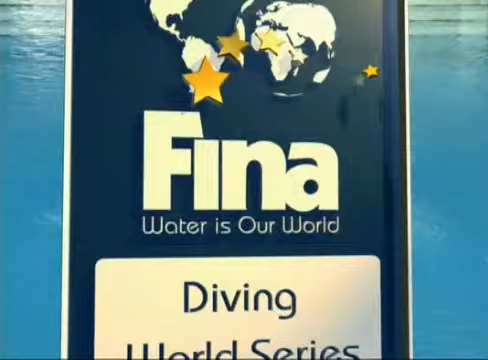 Fina
Water is Our World
Diving
World Series